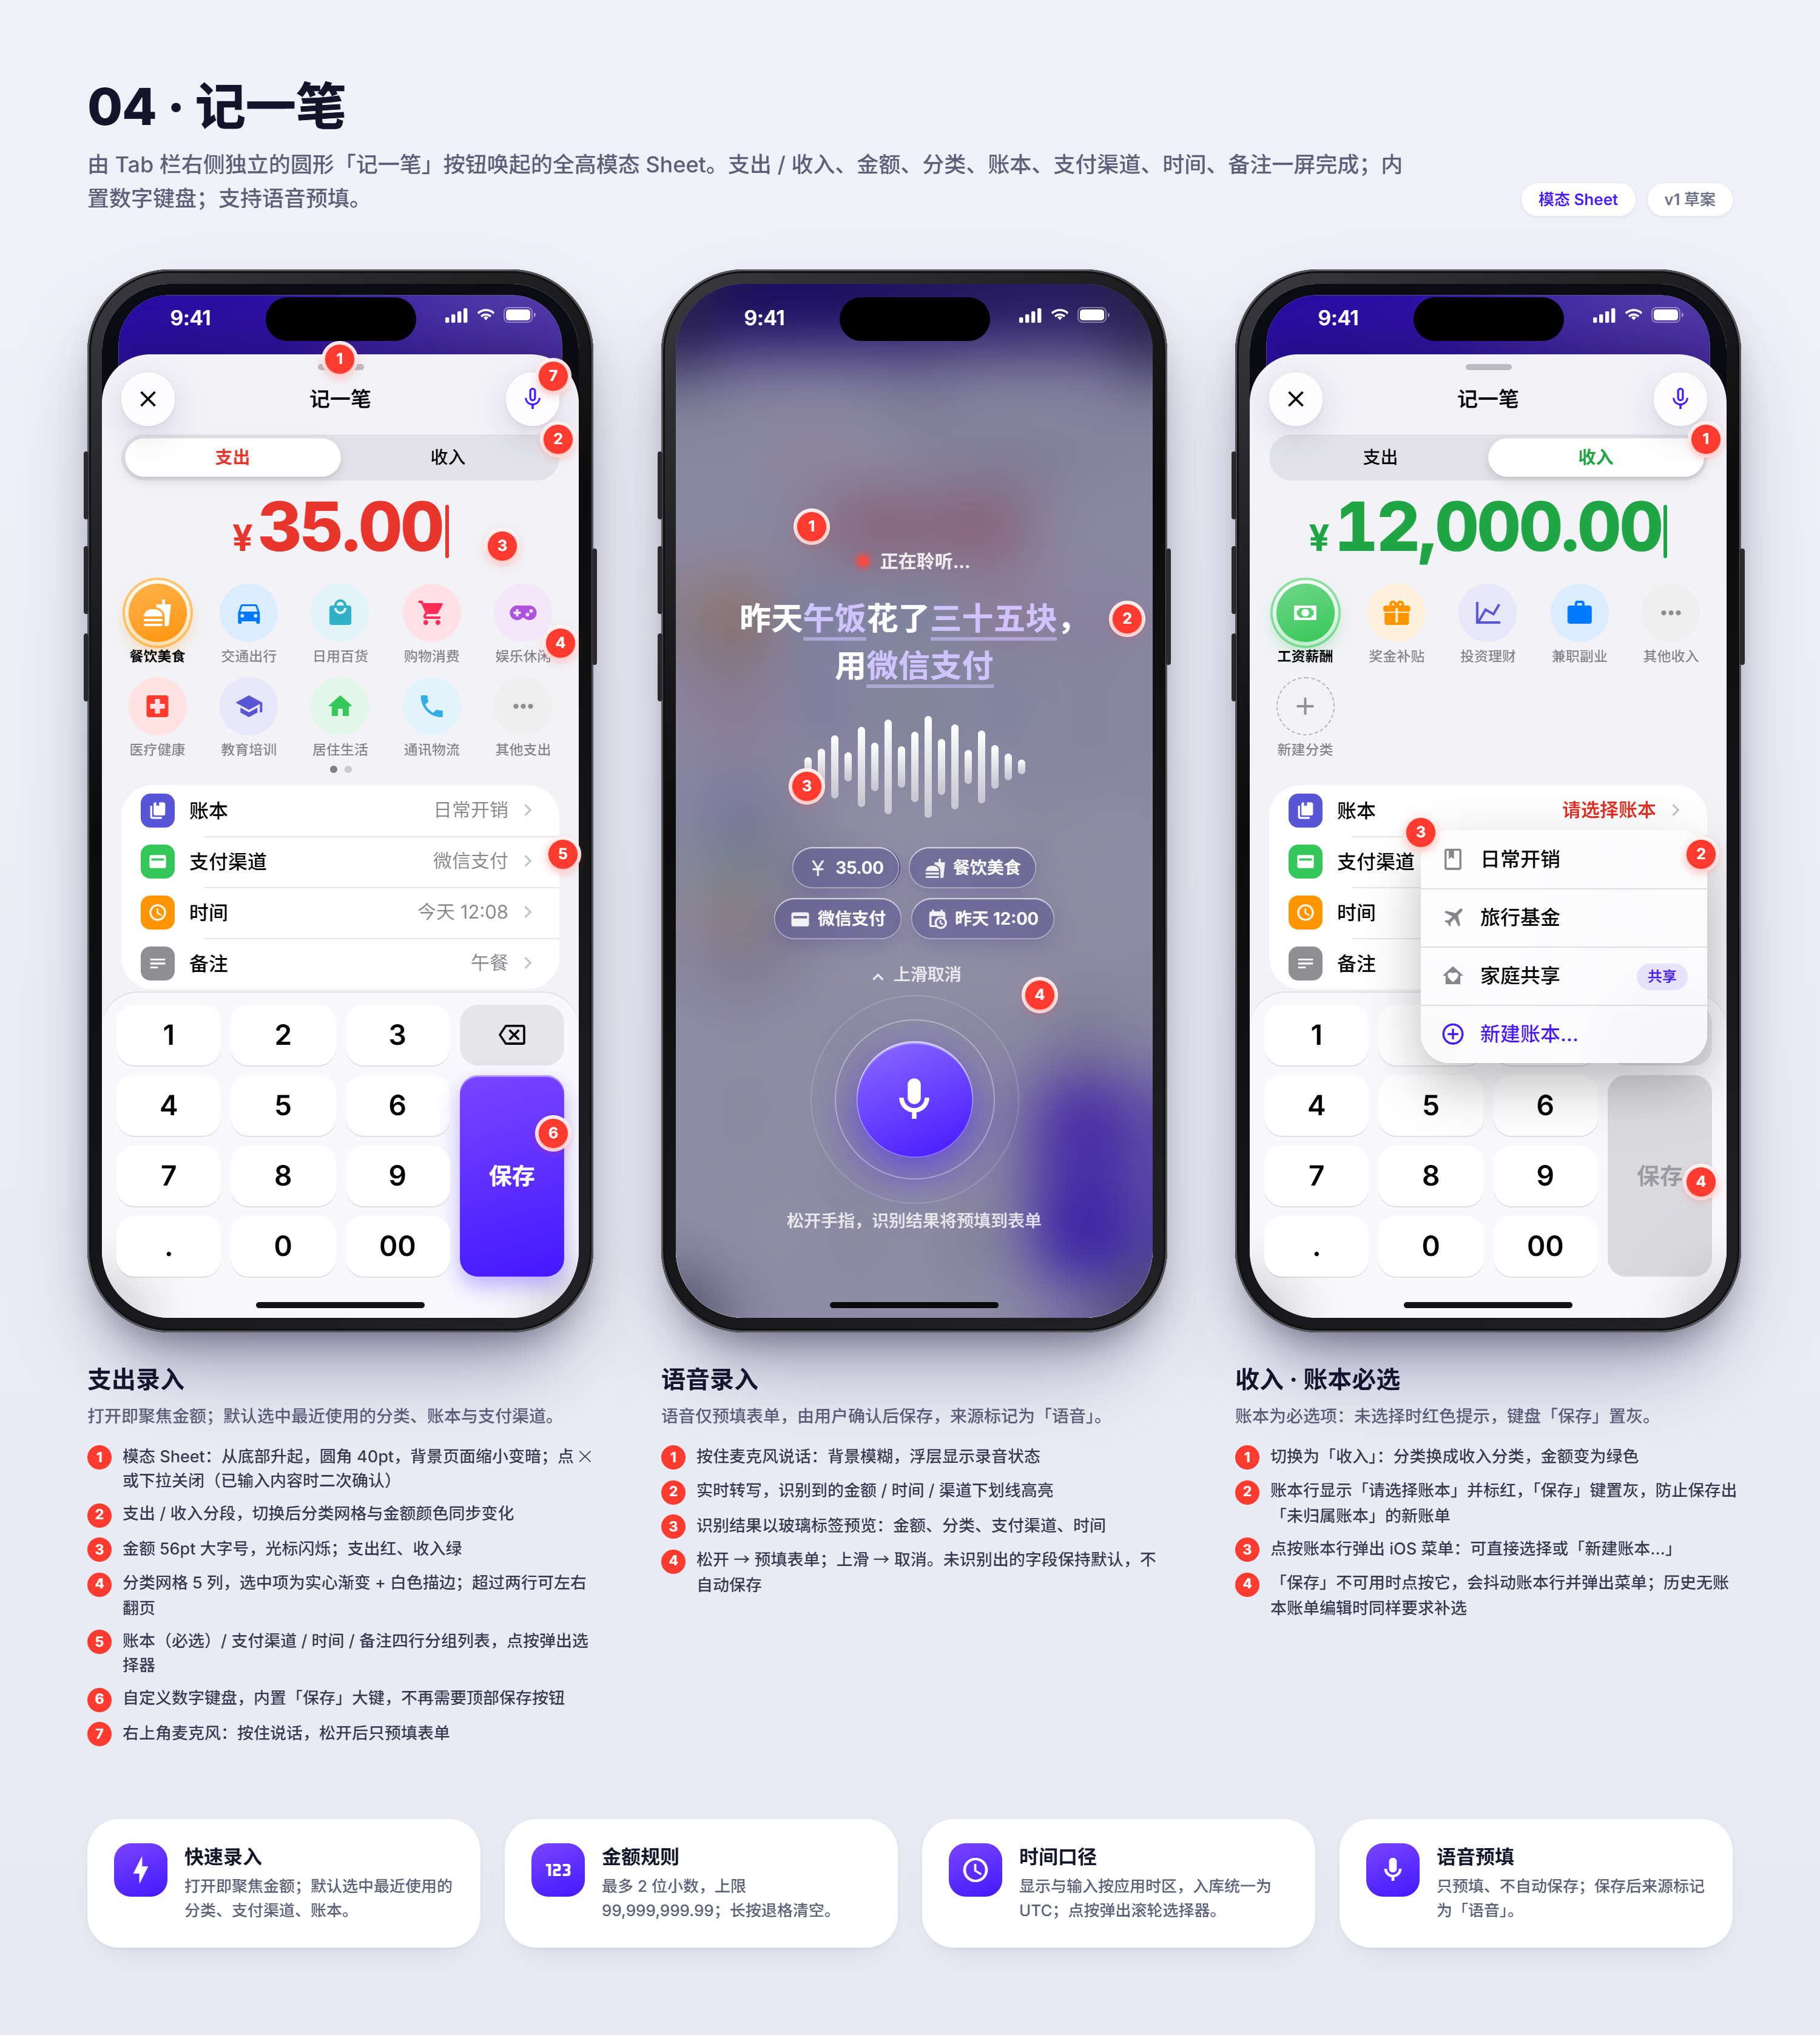 04 · 记一笔
由 Tab 栏右侧独立的圆形「记一笔」按钮唤起的全高模态 Sheet。支出 / 收入、金额、分类、账本、支付渠道、时间、备注一屏完成；内
置数字键盘；支持语音预填。
模态 Sheet
v1 草案
9:41
1
7
记一笔
2
支出
收入
¥35.00
3
4
餐饮美食
交通出行
日用百货
购物消费
娱乐休闲
医疗健康
教育培训
居住生活
通讯物流
其他支出
账本
日常开销
支付渠道
微信支付
5
时间
今天 12:08
备注
午餐
1
2
3
4
5
6
6
7
8
9
保存
.
0
00
9:41
1
正在聆听...
昨天午饭花了三十五块，
2
用微信支付
3
¥ 35.00
餐饮美食
微信支付
昨天 12:00
上滑取消
4
松开手指，识别结果将预填到表单
9:41
记一笔
1
支出
收入
¥12,000.00
工资薪酬
奖金补贴
投资理财
兼职副业
其他收入
新建分类
账本
请选择账本
3
支付渠道
日常开销
2
时间
旅行基金
备注
家庭共享
共享
1
新建账本...
4
5
6
7
8
9
保存
4
.
0
00
支出录入
打开即聚焦金额；默认选中最近使用的分类、账本与支付渠道。
1 模态 Sheet：从底部升起，圆角 40pt，背景页面缩小变暗；点 ×
或下拉关闭（已输入内容时二次确认）
2 支出 / 收入分段，切换后分类网格与金额颜色同步变化
3 金额 56pt 大字号，光标闪烁；支出红、收入绿
4 分类网格 5 列，选中项为实心渐变 + 白色描边；超过两行可左右
翻页
5 账本（必选）/ 支付渠道 / 时间 / 备注四行分组列表，点按弹出选
择器
6 自定义数字键盘，内置「保存」大键，不再需要顶部保存按钮
7 右上角麦克风：按住说话，松开后只预填表单
语音录入
语音仅预填表单，由用户确认后保存，来源标记为「语音」。
1 按住麦克风说话：背景模糊，浮层显示录音状态
2 实时转写，识别到的金额 / 时间 / 渠道下划线高亮
3 识别结果以玻璃标签预览：金额、分类、支付渠道、时间
4 松开 → 预填表单；上滑 → 取消。未识别出的字段保持默认，不
自动保存
收入 · 账本必选
账本为必选项：未选择时红色提示，键盘「保存」置灰。
1 切换为「收入」：分类换成收入分类，金额变为绿色
2 账本行显示「请选择账本」并标红，「保存」键置灰，防止保存出
「未归属账本」的新账单
3 点按账本行弹出 iOS 菜单：可直接选择或「新建账本...」
4 「保存」不可用时点按它，会抖动账本行并弹出菜单；历史无账
本账单编辑时同样要求补选
快速录入
打开即聚焦金额；默认选中最近使用的
分类、支付渠道、账本。
123
金额规则
最多 2 位小数，上限
99,999,999.99；长按退格清空。
时间口径
显示与输入按应用时区，入库统一为
UTC；点按弹出滚轮选择器。
语音预填
只预填、不自动保存；保存后来源标记
为「语音」。